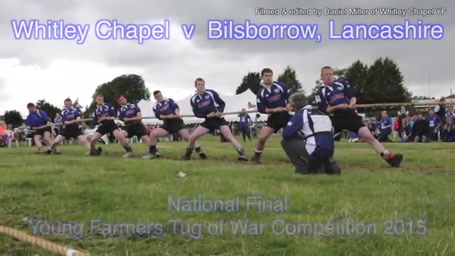 Filmed & edited by Daniel Miller of Whitley Chapel YF
Whitley Chapel v Bilsborrow, Lancashire
National Final
Young Farmers Tug of War Competition 2015